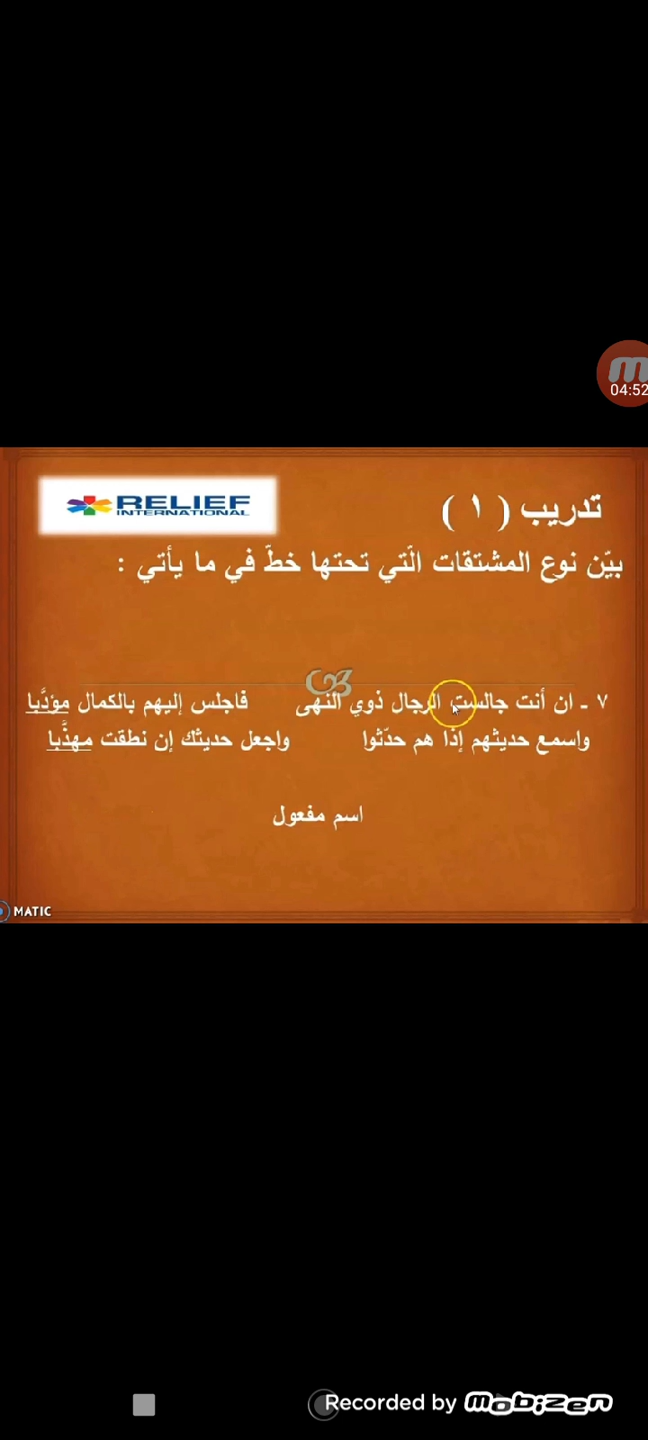 04:52
RELIEF
INTERNATIONAL
تدريب ( ١ )
بيّن نوع المشتقات الّتي تحتها خطّ في ما يأتي :
٧ - ان أنت جالست الرجال ذوي النهى فاجلس إليهم بالكمال مؤدَّبا
واسمع حديثهم إذا هم حدّثوا واجعل حديثك إن نطقت مهذَّبا
اسم مفعول
MATIC
Recorded by mobizen